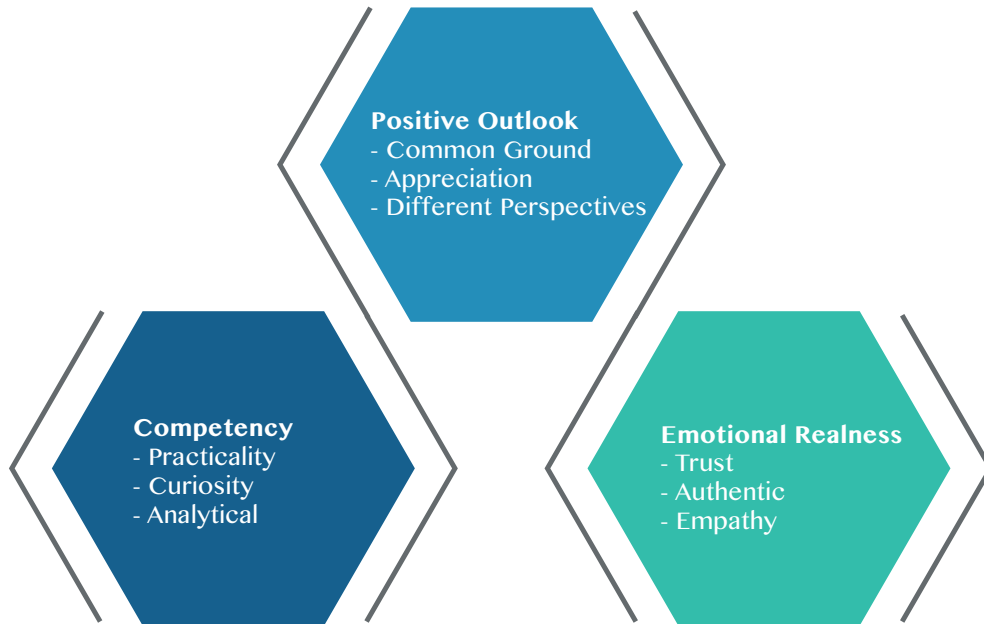 Positive Outlook
- Common Ground
- Appreciation
- Different Perspectives
Competency
- Practicality
- Curiosity
- Analytical
Emotional Realness
- Trust
- Authentic
- Empathy